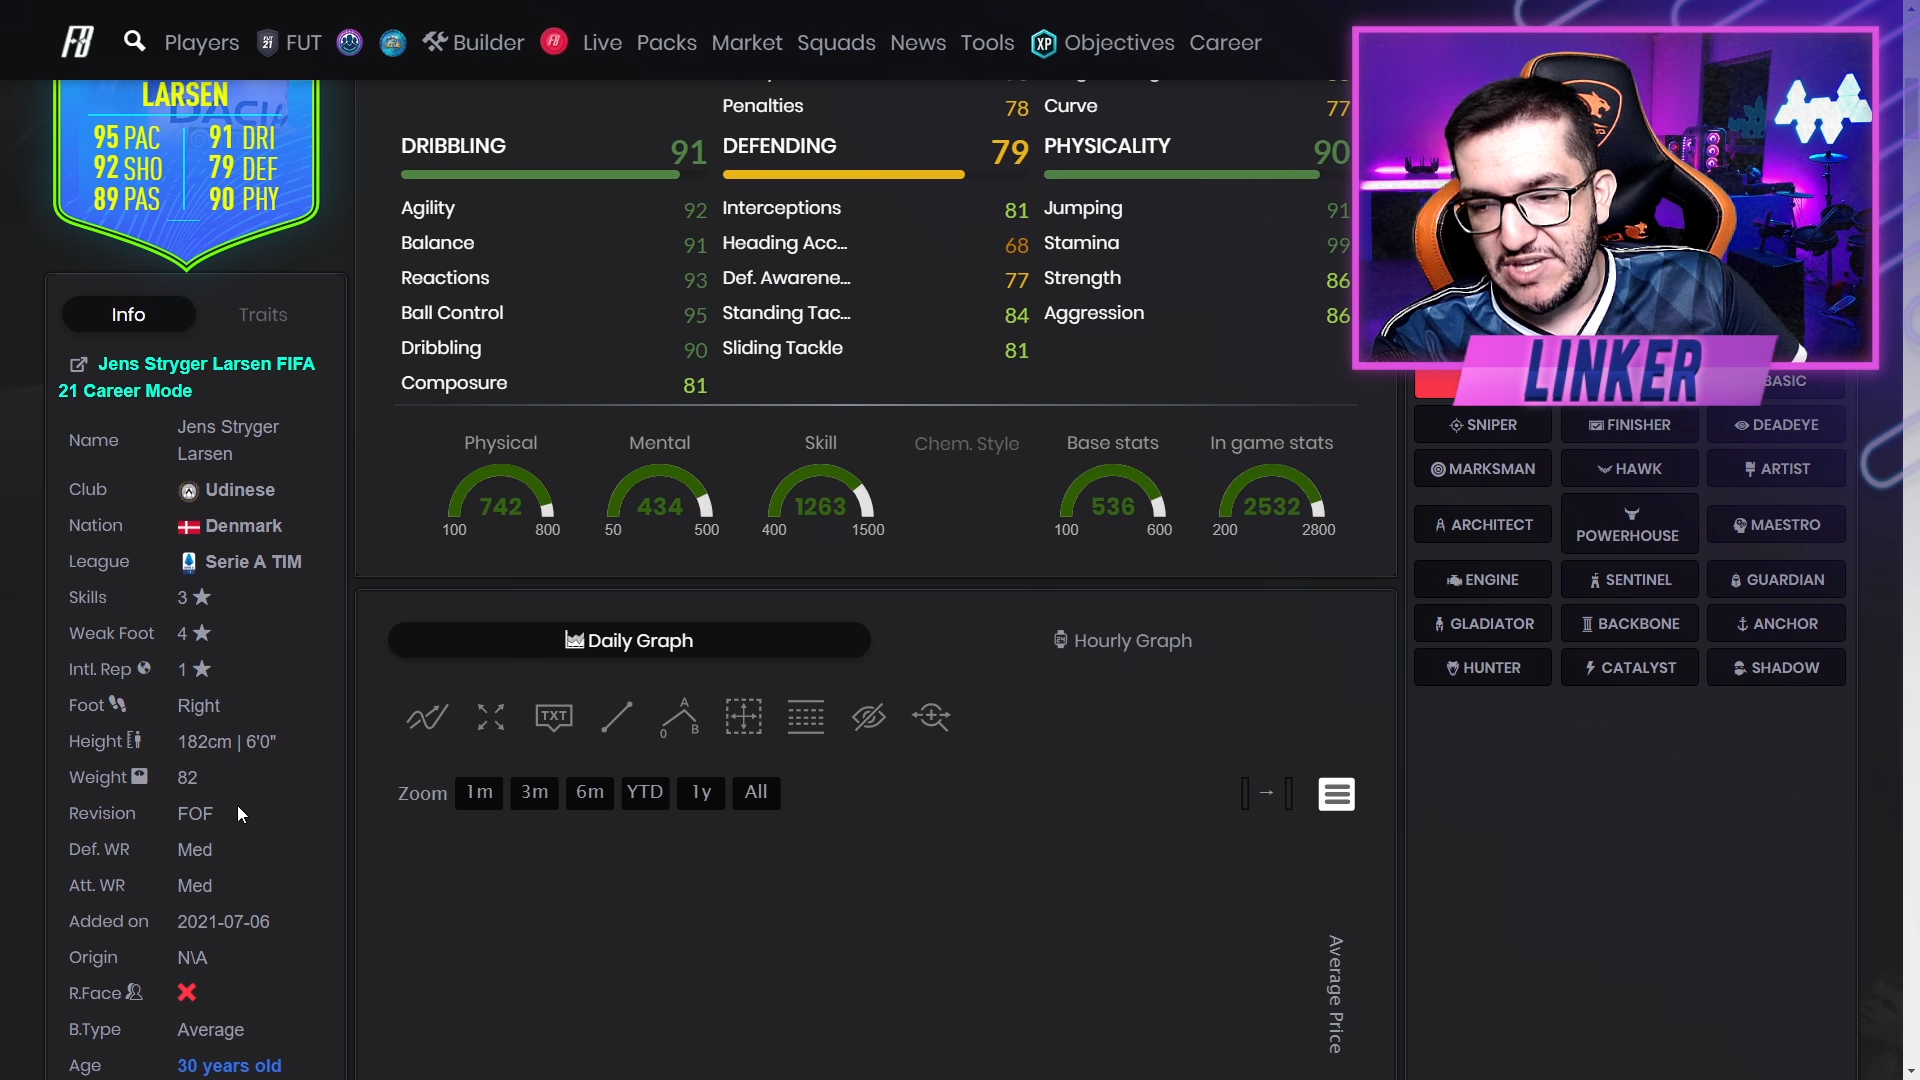 Players FUT 21 FUT Builder FB Live Packs Market Squads News Tools XP Objectives Career
LARSEN
95 PAC 91 DRI
92 SHO 79 DEF
89 PAS 90 PHY
Penalties 78 Curve 77
DRIBBLING 91 DEFENDING 79 PHYSICALITY 90
Agility 92 Interceptions 81 Jumping 91
Balance 91 Heading Acc... 68 Stamina 99
Reactions 93 Def. Awarene... 77 Strength 86
Ball Control 95 Standing Tac... 84 Aggression 86
Dribbling 90 Sliding Tackle 81
Composure 81
Physical Mental Skill Chem. Style Base stats In game stats
742 434 1263 536 2532
100 800 50 500 400 1500 100 600 200 2800
Info Traits
Jens Stryger Larsen FIFA
21 Career Mode
Name Jens Stryger
Larsen
Club Udinese
Nation Denmark
League Serie A TIM
Skills 3
Weak Foot 4
Intl. Rep 1
Foot Right
Height 182cm | 6'0"
Weight 82
Revision FOF
Def. WR Med
Att. WR Med
Added on 2021-07-06
Origin N\A
R.Face
B.Type Average
Age 30 years old
Daily Graph Hourly Graph
TXT A 0 B
Zoom 1m 3m 6m YTD 1y All →
Average Price
LINKER
BASIC
SNIPER FINISHER DEADEYE
MARKSMAN HAWK ARTIST
ARCHITECT POWERHOUSE MAESTRO
ENGINE SENTINEL GUARDIAN
GLADIATOR BACKBONE ANCHOR
HUNTER CATALYST SHADOW